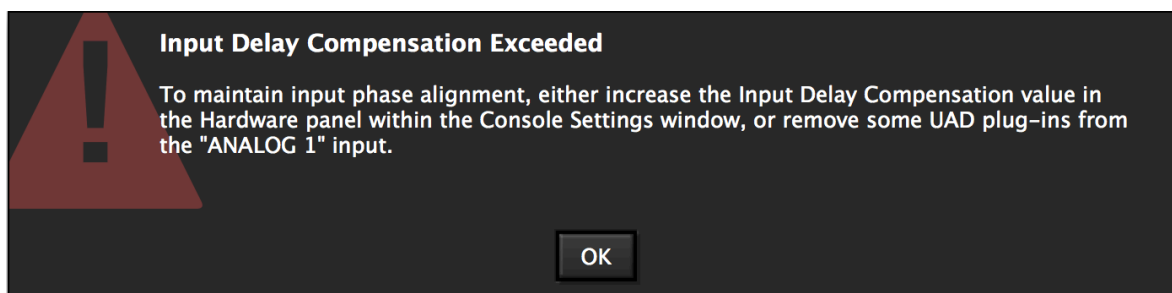 Input Delay Compensation Exceeded
To maintain input phase alignment, either increase the Input Delay Compensation value in
the Hardware panel within the Console Settings window, or remove some UAD plug-ins from
the "ANALOG 1" input.
OK